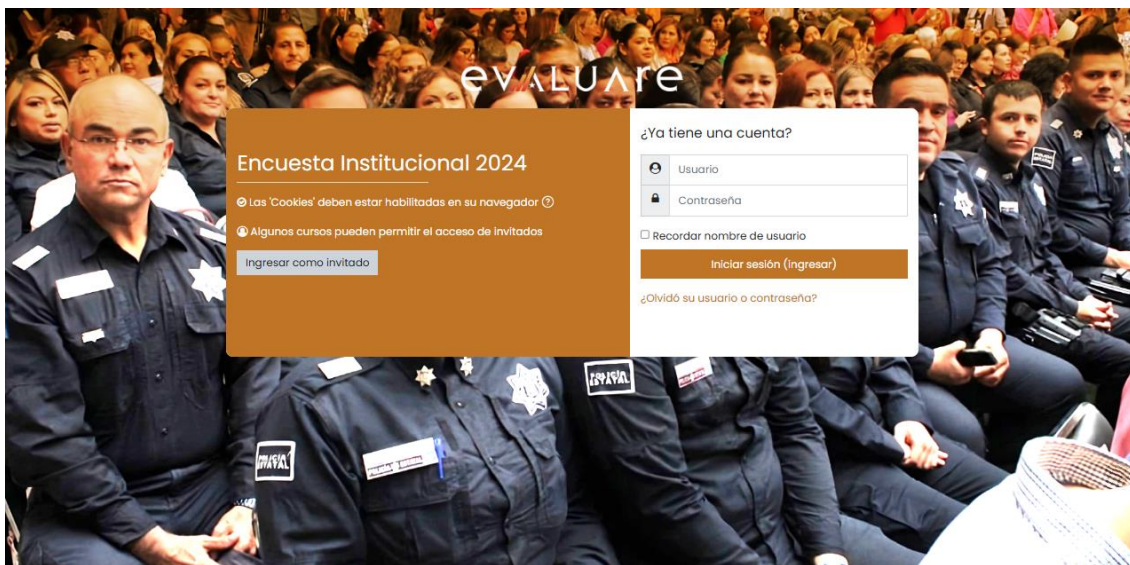 evaluare
Encuesta Institucional 2024
Las 'Cookies' deben estar habilitadas en su navegador
Algunos cursos pueden permitir el acceso de invitados
Ingresar como invitado
¿Ya tiene una cuenta?
Usuario
Contraseña
Recordar nombre de usuario
Iniciar sesión (ingresar)
¿Olvidó su usuario o contraseña?
POLICÍA
ESTATAL
POLICÍA
ESTATAL